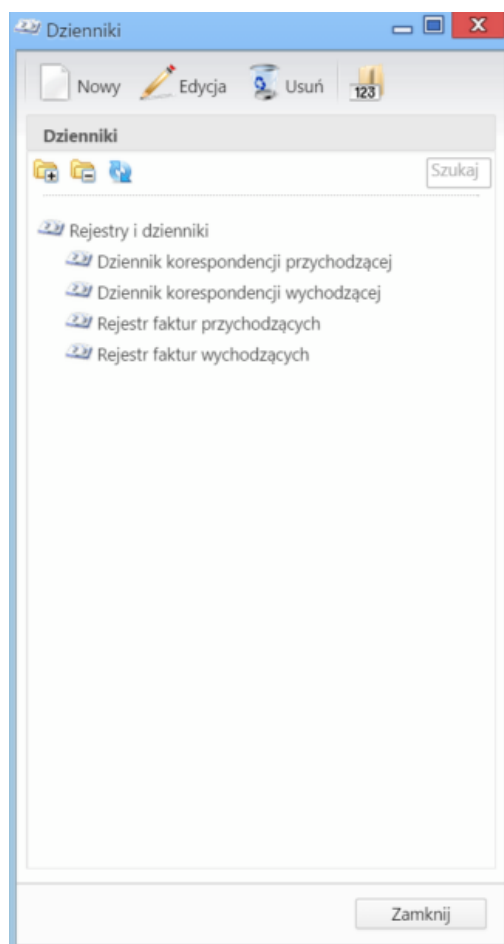 Dzienniki
Nowy Edycja Usuń 123
Dzienniki
Szukaj
Rejestry i dzienniki
Dziennik korespondencji przychodzącej
Dziennik korespondencji wychodzącej
Rejestr faktur przychodzących
Rejestr faktur wychodzących
Zamknij